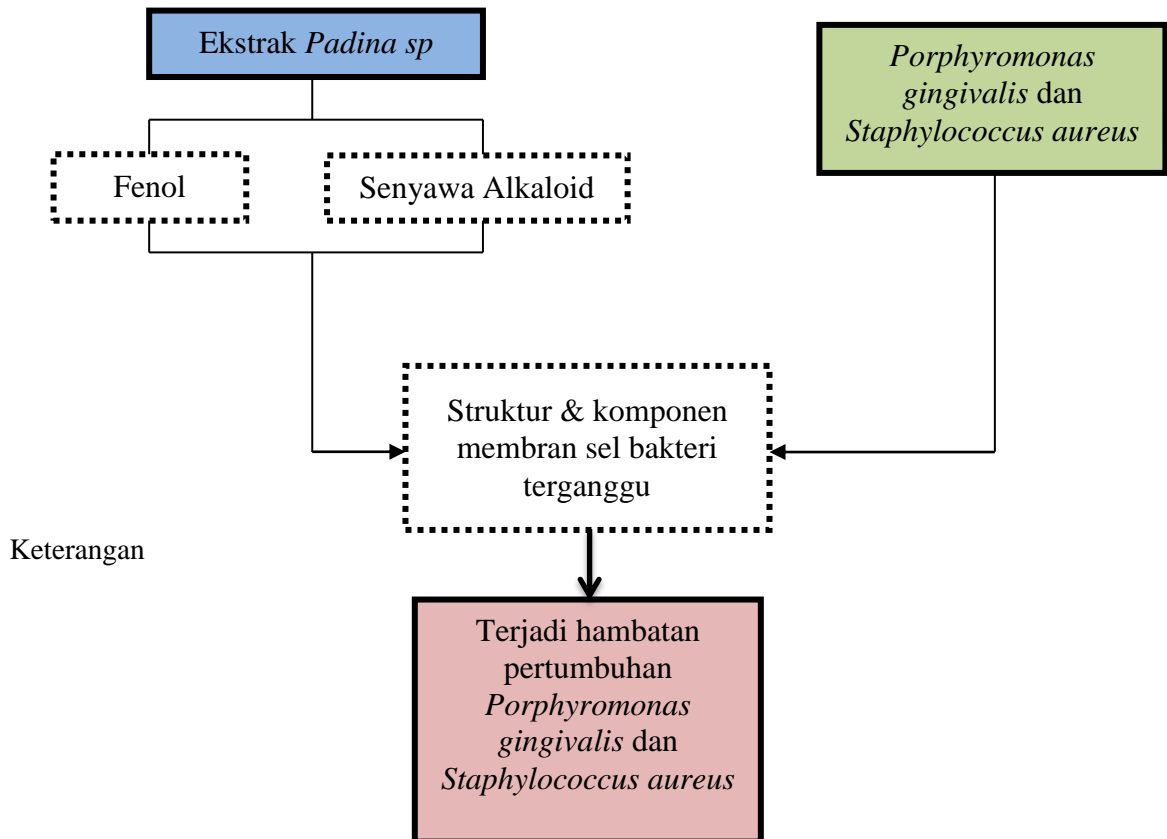 Ekstrak Padina sp
Porphyromonas
gingivalis dan
Staphylococcus aureus
Fenol
Senyawa Alkaloid
Struktur & komponen
membran sel bakteri
terganggu
Keterangan
Terjadi hambatan
pertumbuhan
Porphyromonas
gingivalis dan
Staphylococcus aureus